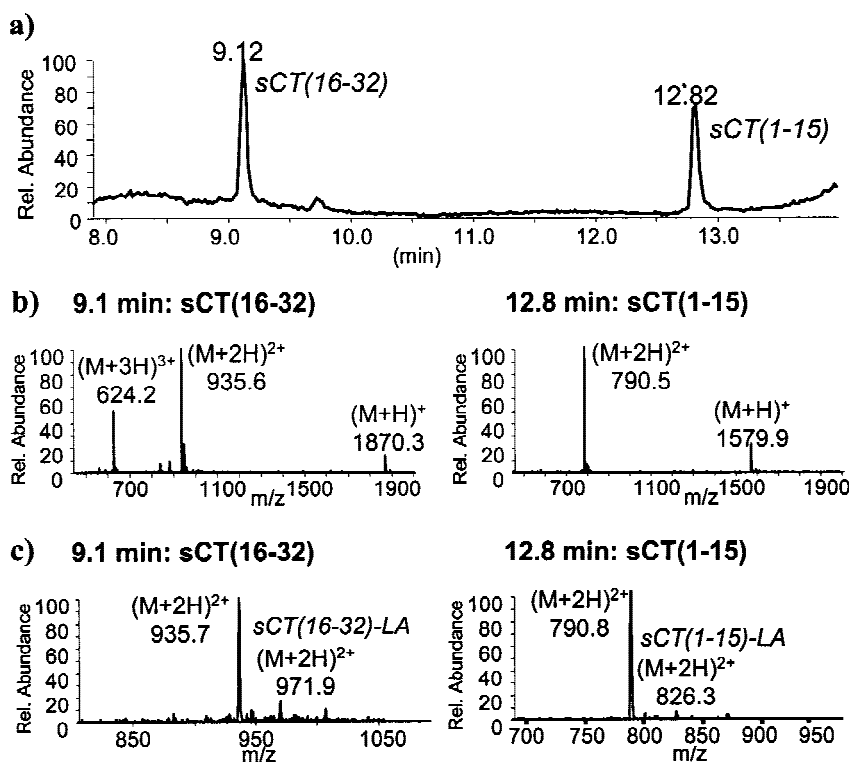 a)
9.12
sCT(16-32)
12.82
sCT(1-15)
Rel. Abundance
100
80
60
40
20
0
8.0 9.0 10.0 11.0 12.0 13.0
(min)
b) 9.1 min: sCT(16-32) 12.8 min: sCT(1-15)
Rel. Abundance
100
80
60
40
20
0
(M+3H)3+
624.2
(M+2H)2+
935.6
(M+H)+
1870.3
700 1100 1500 1900
m/z
Rel. Abundance
100
80
60
40
20
0
(M+2H)2+
790.5
(M+H)+
1579.9
700 1100 1500 1900
m/z
c) 9.1 min: sCT(16-32) 12.8 min: sCT(1-15)
Rel. Abundance
100
80
60
40
20
0
(M+2H)2+
935.7
sCT(16-32)-LA
(M+2H)2+
971.9
850 950 1050
m/z
Rel. Abundance
100
80
60
40
20
0
(M+2H)2+
790.8
sCT(1-15)-LA
(M+2H)2+
826.3
700 750 800 850 900 950
m/z